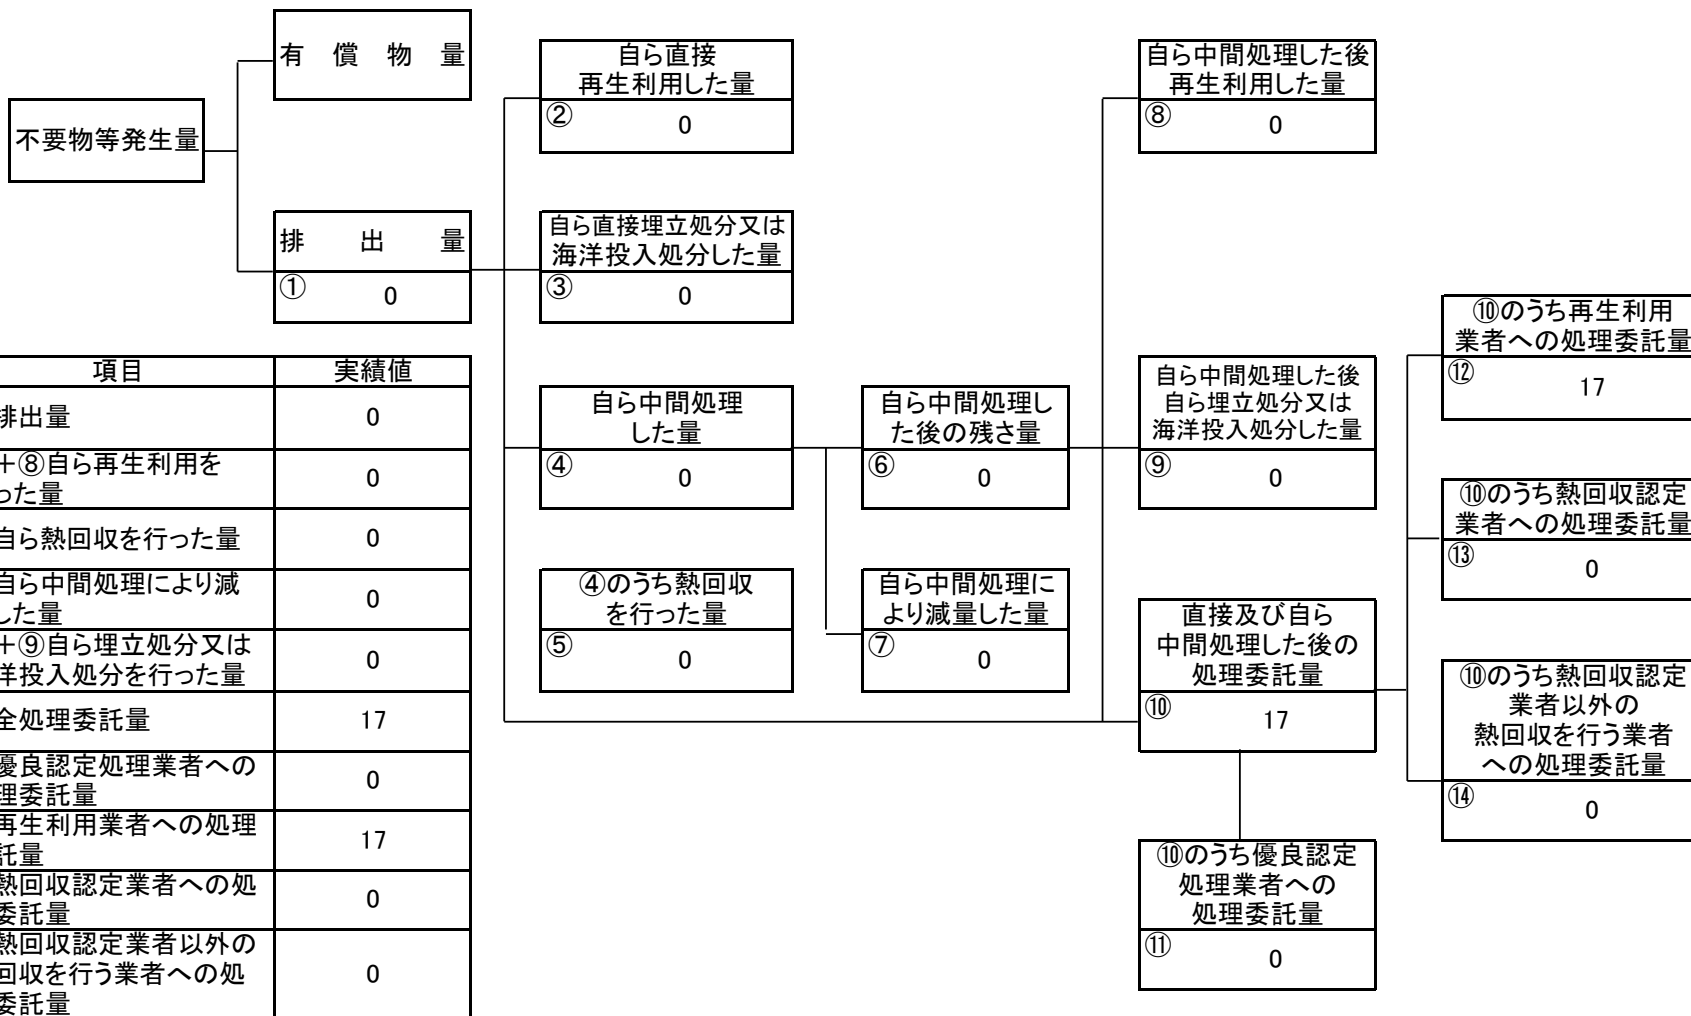 有償物量
不要物等発生量
排出量
①
0
自ら直接
再生利用した量
②
0
自ら直接埋立処分又は
海洋投入処分した量
③
0
自ら中間処理
した量
④
0
④のうち熱回収
を行った量
⑤
0
自ら中間処理し
た後の残さ量
⑥
0
自ら中間処理に
より減量した量
⑦
0
自ら中間処理した後
再生利用した量
⑧
0
自ら中間処理した後
自ら埋立処分又は
海洋投入処分した量
⑨
0
直接及び自ら
中間処理した後の
処理委託量
⑩
17
⑩のうち優良認定
処理業者への
処理委託量
⑪
0
⑩のうち再生利用
業者への処理委託量
⑫
17
⑩のうち熱回収認定
業者への処理委託量
⑬
0
⑩のうち熱回収認定
業者以外の
熱回収を行う業者
への処理委託量
⑭
0
項目 実績値
排出量 0
+⑧自ら再生利用を
った量 0
自ら熱回収を行った量 0
自ら中間処理により減
した量 0
+⑨自ら埋立処分又は
洋投入処分を行った量 0
全処理委託量 17
優良認定処理業者への
理委託量 0
再生利用業者への処理
託量 17
熱回収認定業者への処
委託量 0
熱回収認定業者以外の
回収を行う業者への処
委託量 0